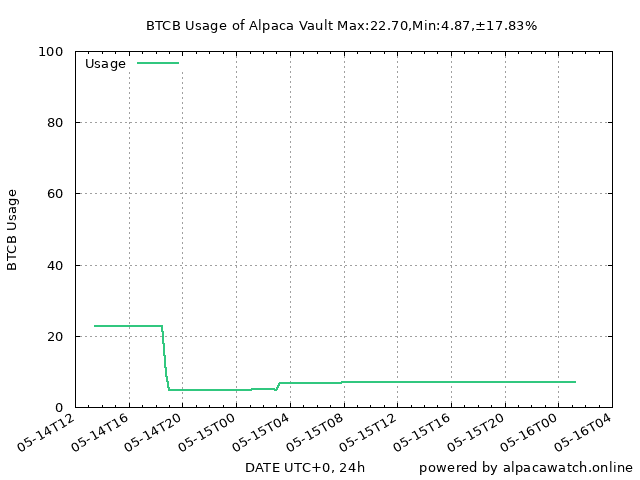 BTCB Usage of Alpaca Vault Max:22.70,Min:4.87,±17.83%
Usage
100
80
60
40
20
0
BTCB Usage
05-14T12
05-14T16
05-14T20
05-15T00
05-15T04
05-15T08
05-15T12
05-15T16
05-15T20
05-16T00
05-16T04
DATE UTC+0, 24h
powered by alpacawatch.online